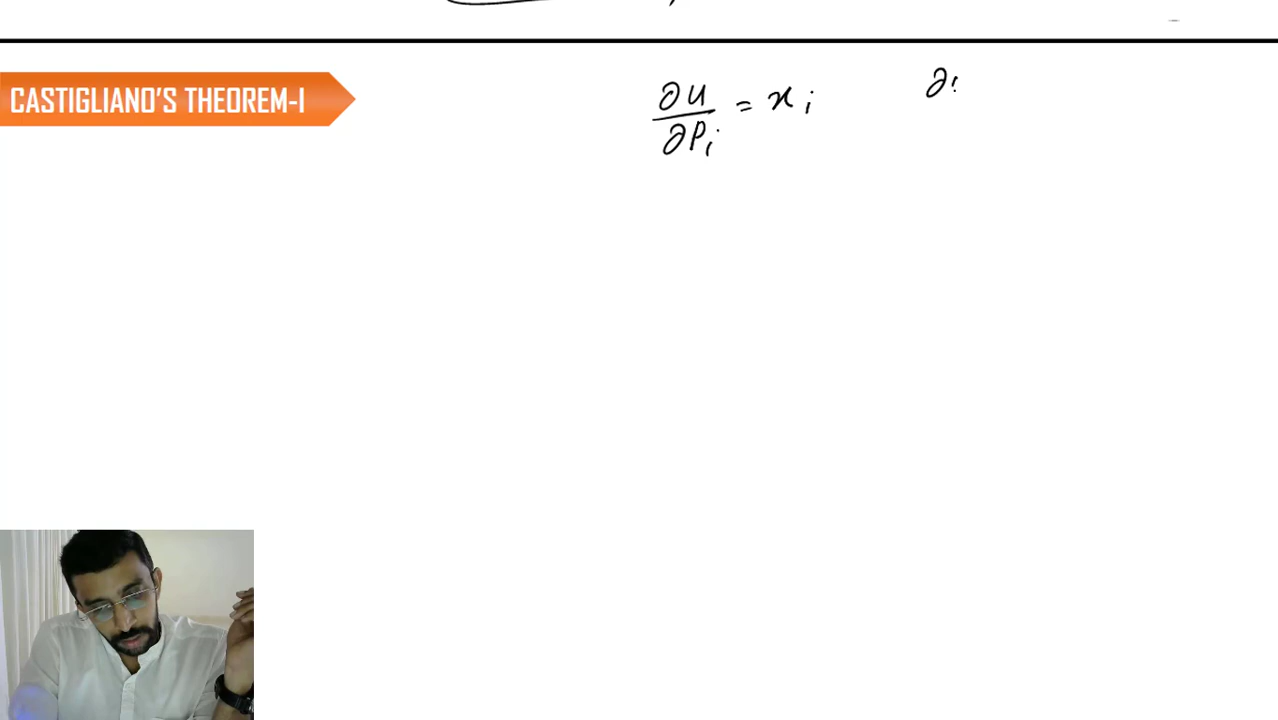 CASTIGLIANO'S THEOREM-I
∂U/∂Pᵢ = xᵢ
∂